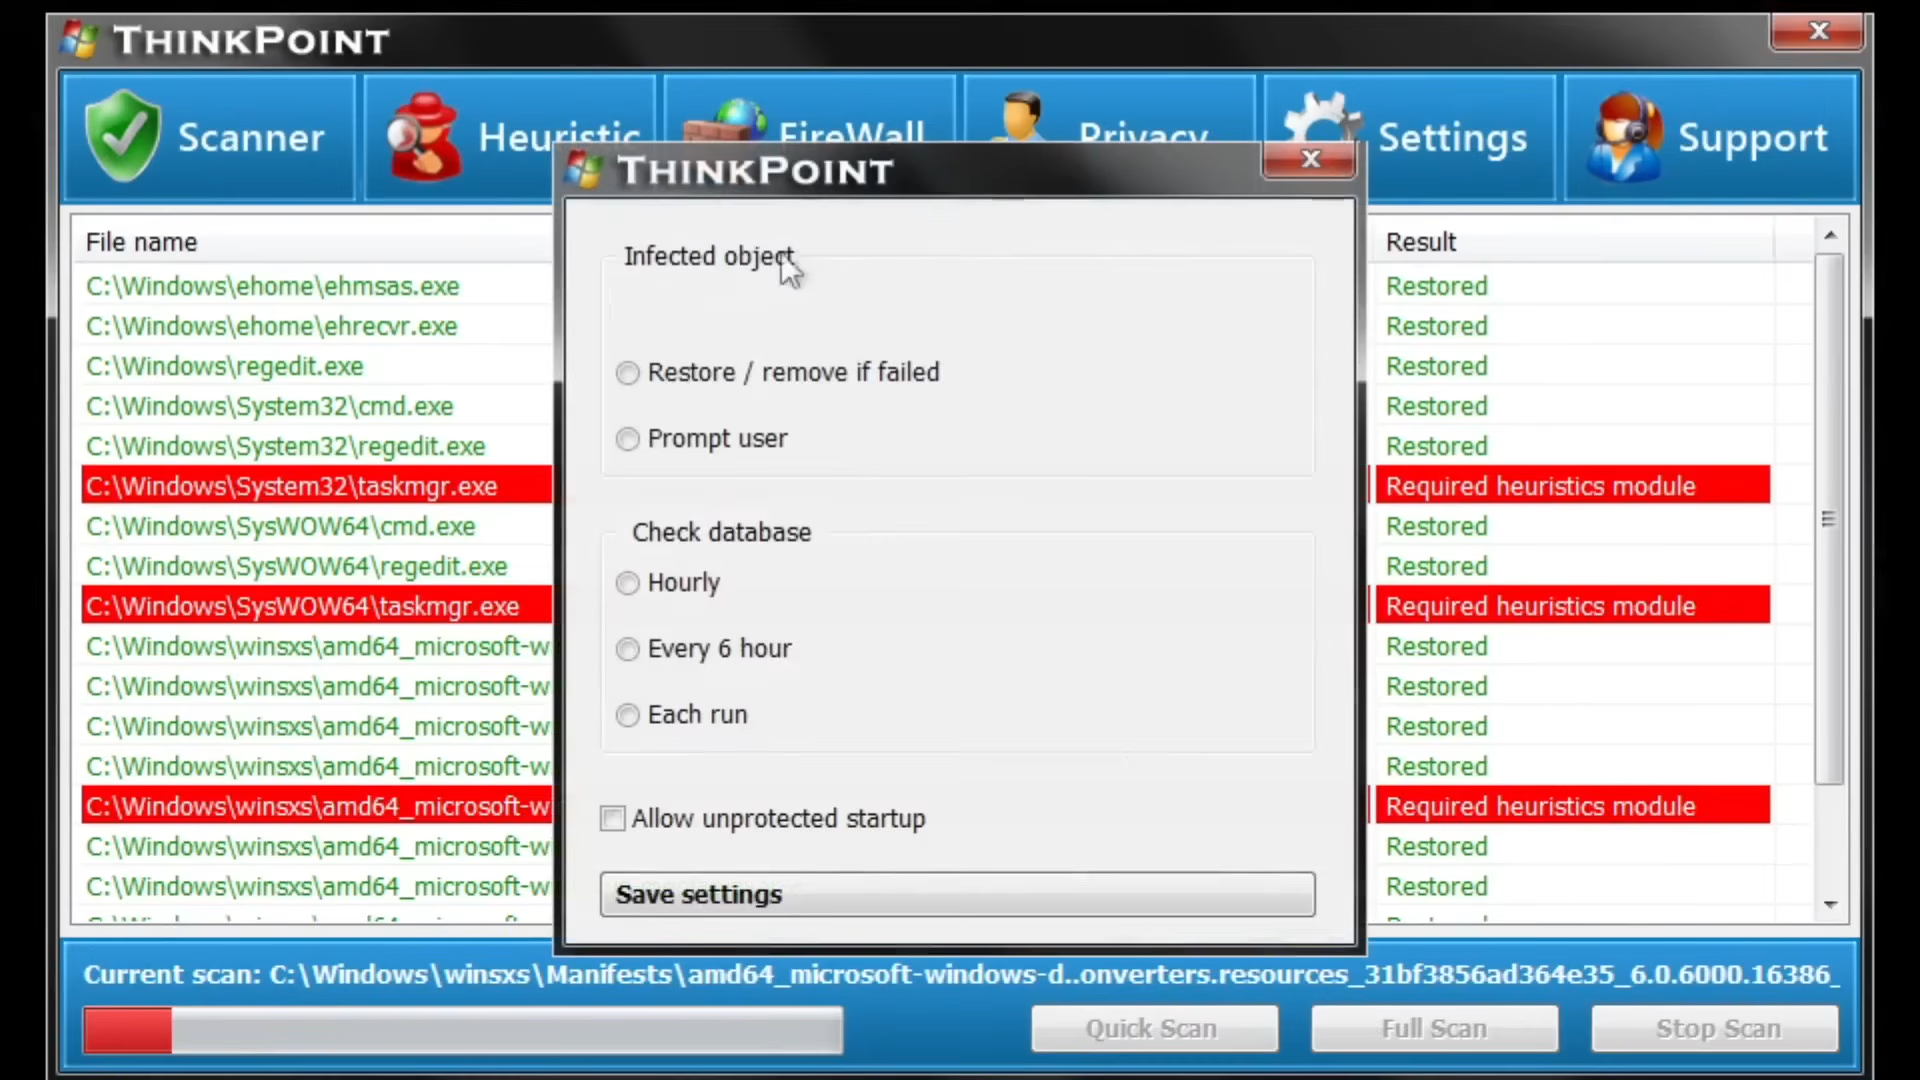 THINKPOINT
X
Scanner
Heuristic
FireWall
Privacy
Settings
Support
THINKPOINT
X
File name
Result
C:\Windows\ehome\ehmsas.exe
Restored
C:\Windows\ehome\ehrecvr.exe
Restored
C:\Windows\regedit.exe
Restored
C:\Windows\System32\cmd.exe
Restored
C:\Windows\System32\regedit.exe
Restored
C:\Windows\System32\taskmgr.exe
Required heuristics module
C:\Windows\SysWOW64\cmd.exe
Restored
C:\Windows\SysWOW64\regedit.exe
Restored
C:\Windows\SysWOW64\taskmgr.exe
Required heuristics module
C:\Windows\winsxs\amd64_microsoft-w
Restored
C:\Windows\winsxs\amd64_microsoft-w
Restored
C:\Windows\winsxs\amd64_microsoft-w
Restored
C:\Windows\winsxs\amd64_microsoft-w
Restored
C:\Windows\winsxs\amd64_microsoft-w
Required heuristics module
C:\Windows\winsxs\amd64_microsoft-w
Restored
C:\Windows\winsxs\amd64_microsoft-w
Restored
Infected object
Restore / remove if failed
Prompt user
Check database
Hourly
Every 6 hour
Each run
Allow unprotected startup
Save settings
Current scan: C:\Windows\winsxs\Manifests\amd64_microsoft-windows-d..onverters.resources_31bf3856ad364e35_6.0.6000.16386_
Quick Scan
Full Scan
Stop Scan